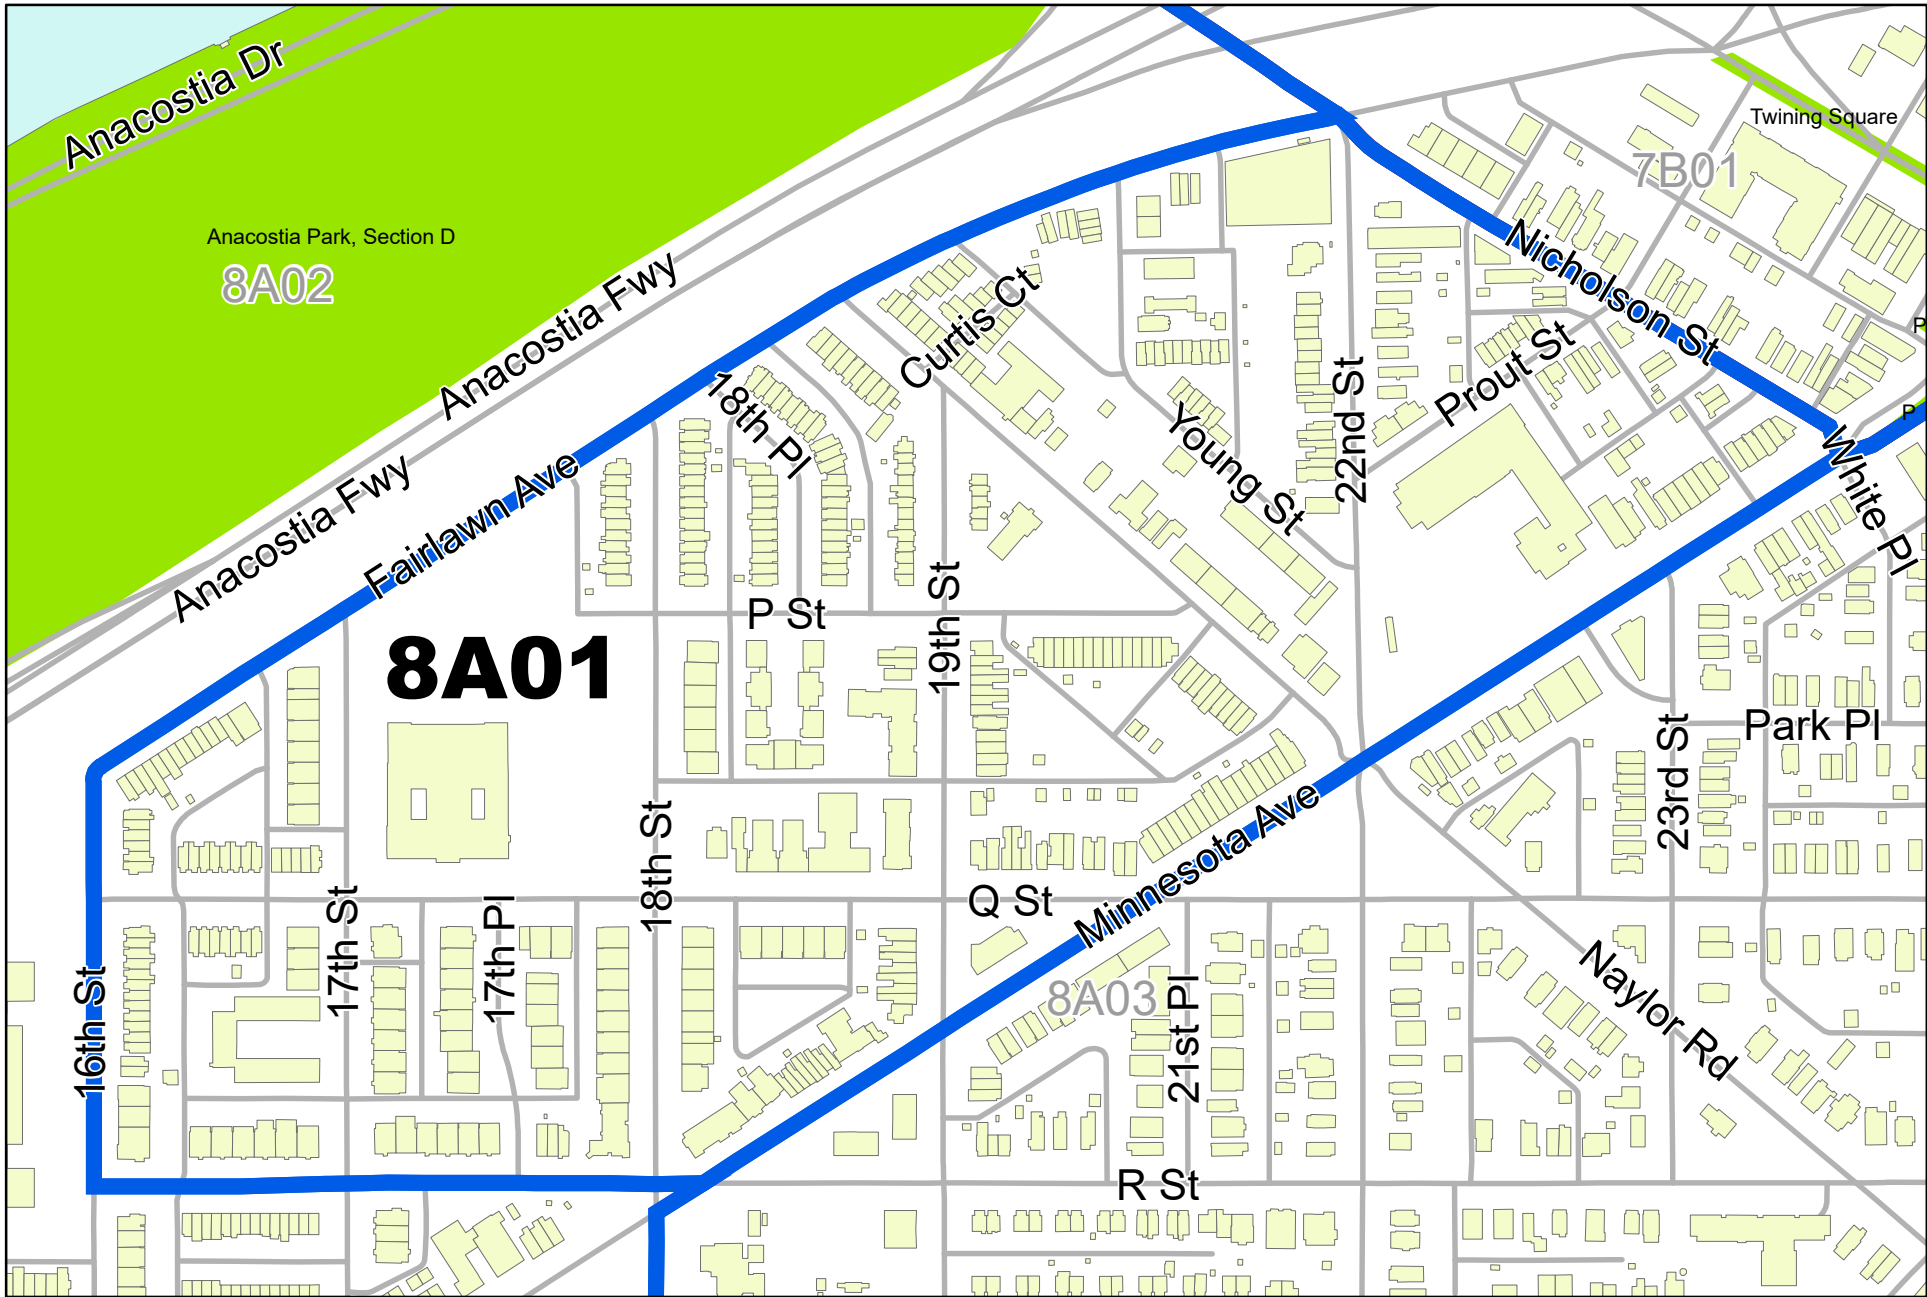 Anacostia Dr
Twining Square
7B01
Anacostia Park, Section D
8A02
Nicholson St
Anacostia Fwy
Curtis Ct
P
Prout St
18th Pl
22nd St
Young St
P
White Pl
Anacostia Fwy
Fairlawn Ave
P St
19th St
8A01
Park Pl
23rd St
Minnesota Ave
18th St
Q St
17th St
17th Pl
16th St
8A03
21st Pl
Naylor Rd
R St